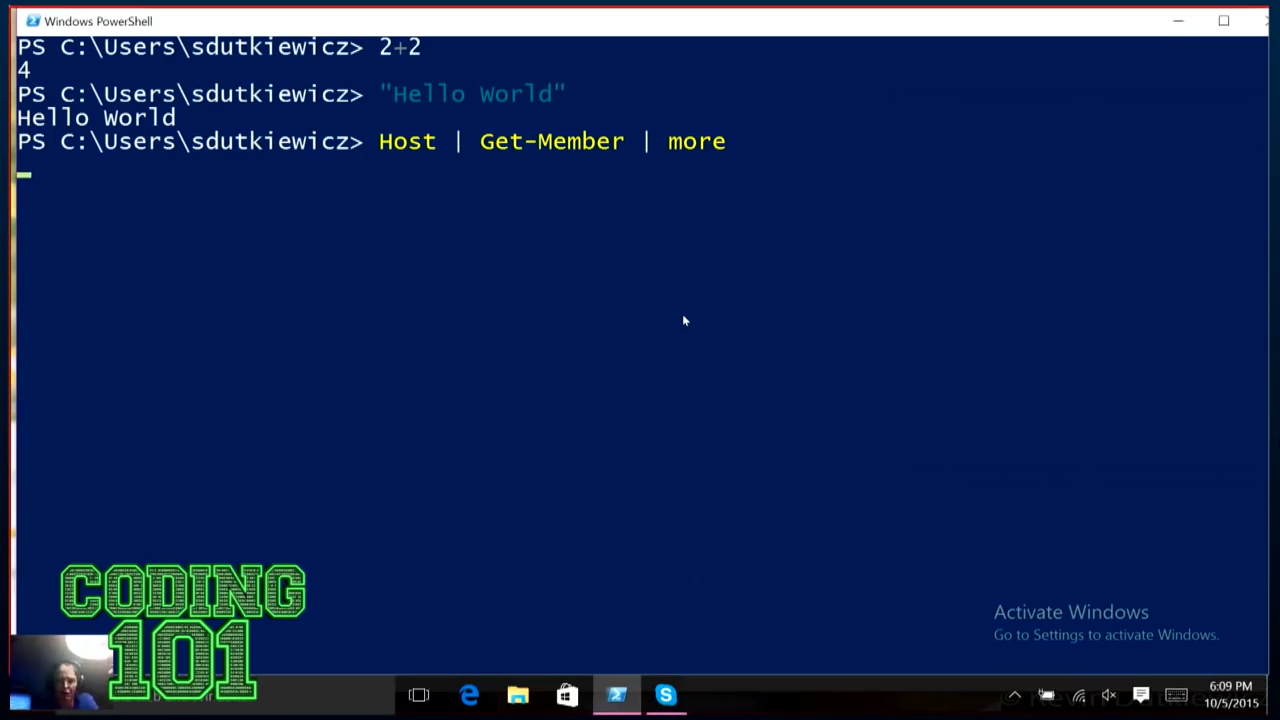 Windows PowerShell
PS C:\Users\sdutkiewicz> 2+2
4
PS C:\Users\sdutkiewicz> "Hello World"
Hello World
PS C:\Users\sdutkiewicz> Host | Get-Member | more
CODING
101
Activate Windows
Go to Settings to activate Windows.
6:09 PM
10/5/2015